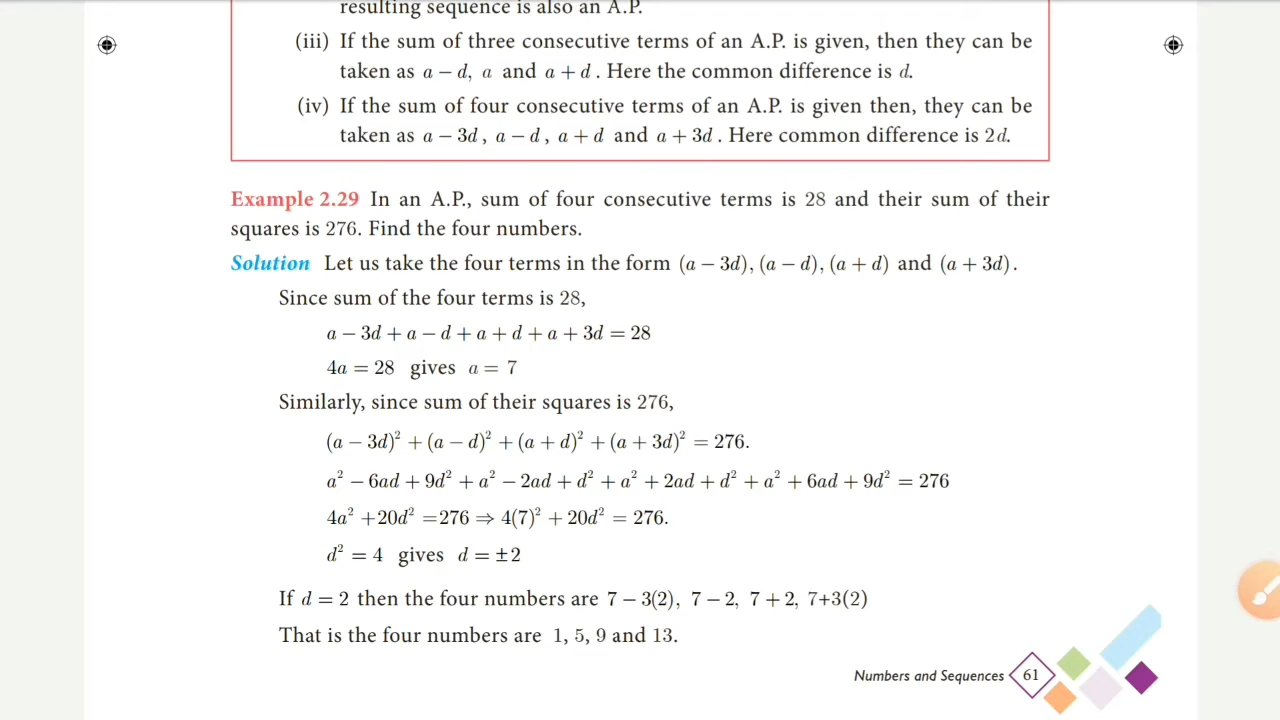 resulting sequence is also an A.P.
(iii) If the sum of three consecutive terms of an A.P. is given, then they can be
taken as a − d, a and a + d . Here the common difference is d.
(iv) If the sum of four consecutive terms of an A.P. is given then, they can be
taken as a − 3d , a − d , a + d and a + 3d . Here common difference is 2d.
Example 2.29 In an A.P., sum of four consecutive terms is 28 and their sum of their
squares is 276. Find the four numbers.
Solution Let us take the four terms in the form (a − 3d), (a − d), (a + d) and (a + 3d).
Since sum of the four terms is 28,
a − 3d + a − d + a + d + a + 3d = 28
4a = 28 gives a = 7
Similarly, since sum of their squares is 276,
(a − 3d)² + (a − d)² + (a + d)² + (a + 3d)² = 276.
a² − 6ad + 9d² + a² − 2ad + d² + a² + 2ad + d² + a² + 6ad + 9d² = 276
4a² +20d² =276 ⇒ 4(7)² + 20d² = 276.
d² = 4 gives d = ±2
If d = 2 then the four numbers are 7 − 3(2), 7 − 2, 7 + 2, 7+3(2)
That is the four numbers are 1, 5, 9 and 13.
Numbers and Sequences 61